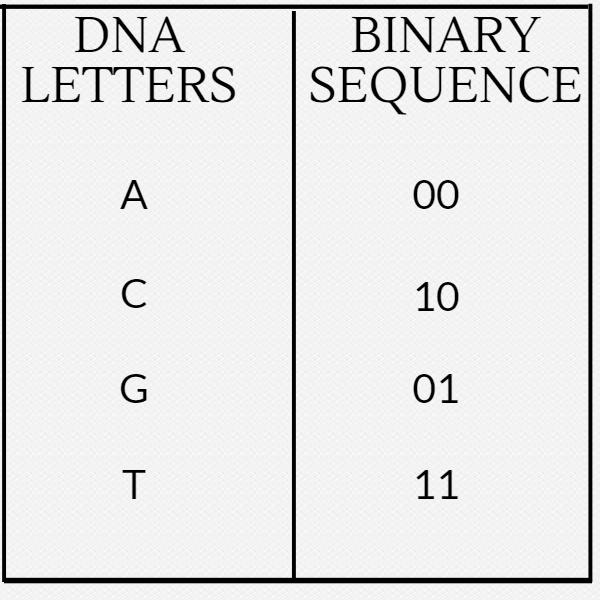 DNA LETTERS
BINARY SEQUENCE
A 00
C 10
G 01
T 11